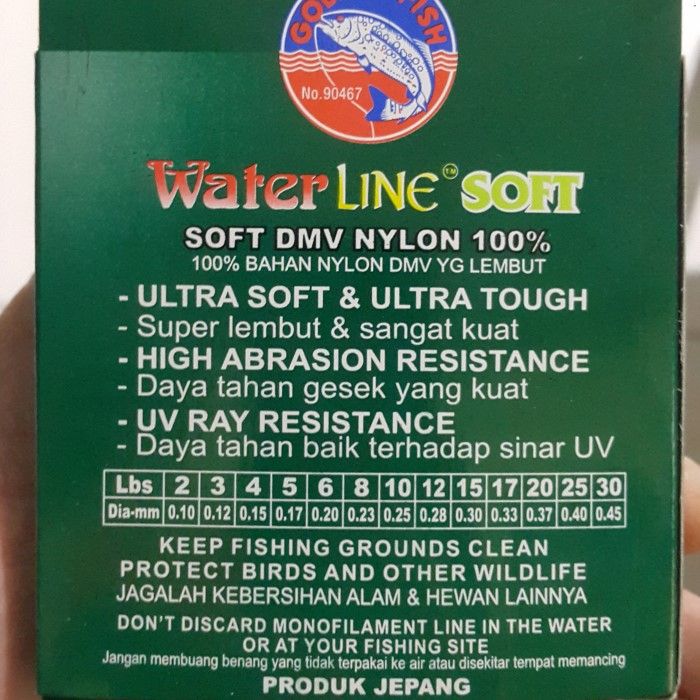 No.90467
Water LINE™ SOFT
SOFT DMV NYLON 100%
100% BAHAN NYLON DMV YG LEMBUT
- ULTRA SOFT & ULTRA TOUGH
- Super lembut & sangat kuat
- HIGH ABRASION RESISTANCE
- Daya tahan gesek yang kuat
- UV RAY RESISTANCE
- Daya tahan baik terhadap sinar UV
Lbs 2 3 4 5 6 8 10 12 15 17 20 25 30
Dia-mm 0.10 0.12 0.15 0.17 0.20 0.23 0.25 0.28 0.30 0.33 0.37 0.40 0.45
KEEP FISHING GROUNDS CLEAN
PROTECT BIRDS AND OTHER WILDLIFE
JAGALAH KEBERSIHAN ALAM & HEWAN LAINNYA
DON'T DISCARD MONOFILAMENT LINE IN THE WATER
OR AT YOUR FISHING SITE
Jangan membuang benang yang tidak terpakai ke air atau disekitar tempat memancing
PRODUK JEPANG